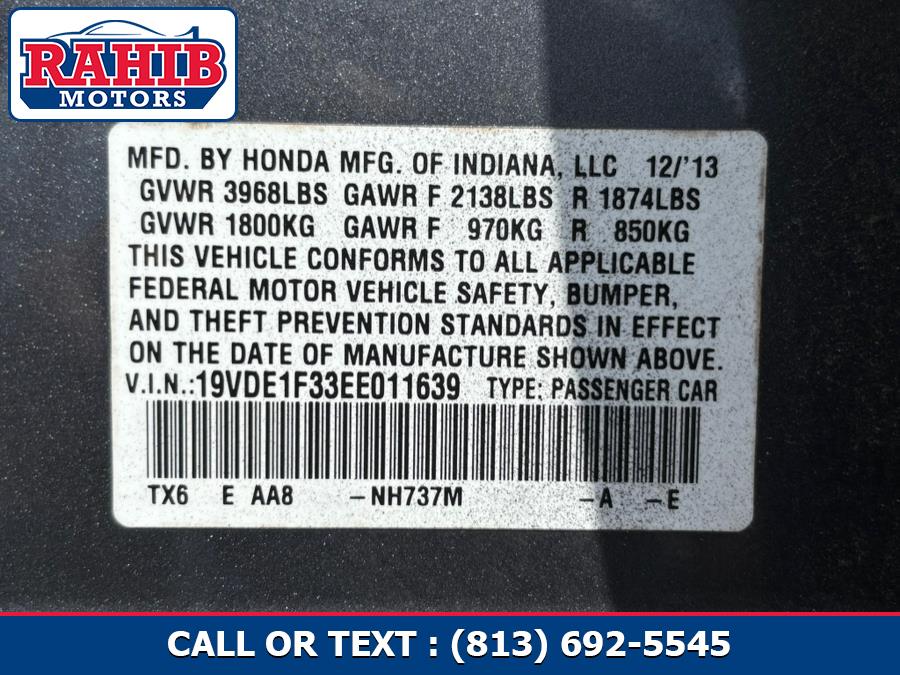 RAHIB
MOTORS
MFD. BY HONDA MFG. OF INDIANA, LLC 12/'13
GVWR 3968LBS GAWR F 2138LBS R 1874LBS
GVWR 1800KG GAWR F 970KG R 850KG
THIS VEHICLE CONFORMS TO ALL APPLICABLE
FEDERAL MOTOR VEHICLE SAFETY, BUMPER,
AND THEFT PREVENTION STANDARDS IN EFFECT
ON THE DATE OF MANUFACTURE SHOWN ABOVE.
V.I.N.:19VDE1F33EE011639 TYPE: PASSENGER CAR
TX6 E AA8 –NH737M –A –E
CALL OR TEXT : (813) 692-5545